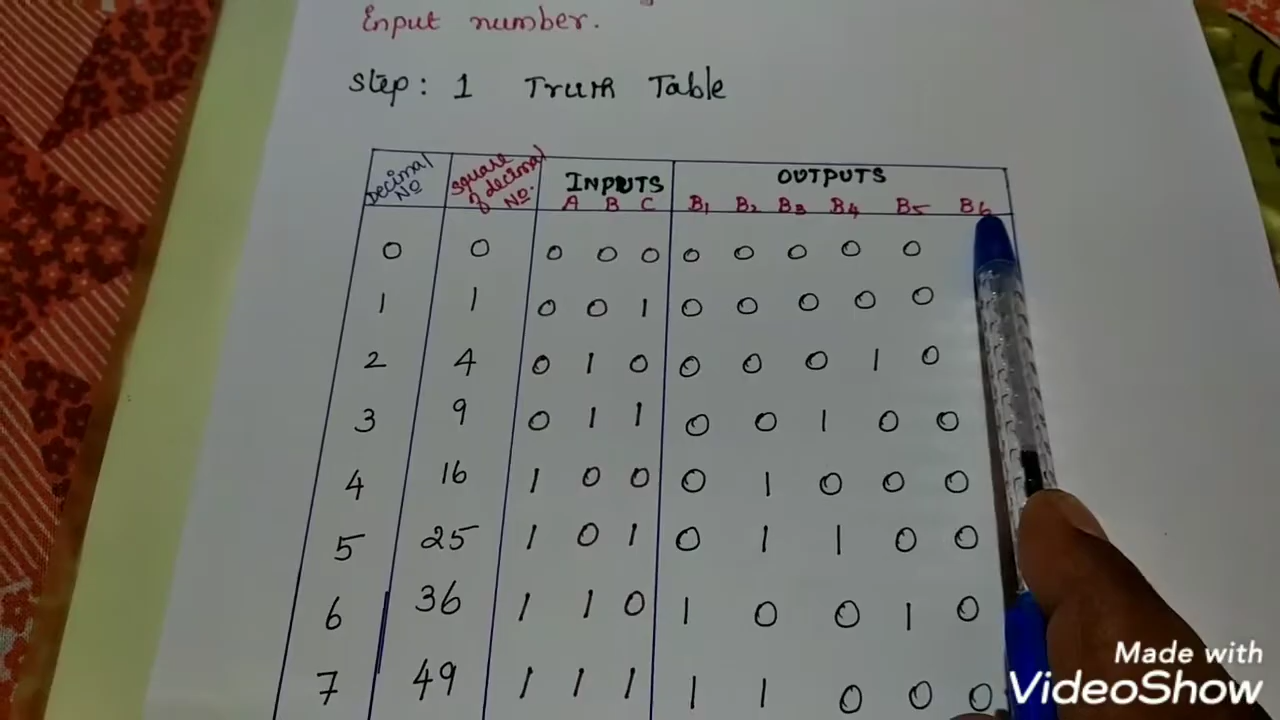 Input number.
Step: 1 Truth Table
Decimal No Square of decimal No. INPUTS OUTPUTS
A B C B1 B2 B3 B4 B5 B6
0 0 0 0 0 0 0 0 0 0
1 1 0 0 1 0 0 0 0 0
2 4 0 1 0 0 0 0 1 0
3 9 0 1 1 0 0 1 0 0
4 16 1 0 0 0 1 0 0 0
5 25 1 0 1 0 1 1 0 0
6 36 1 1 0 1 0 0 1 0
7 49 1 1 1 1 1 0 0 0
Made with
VideoShow